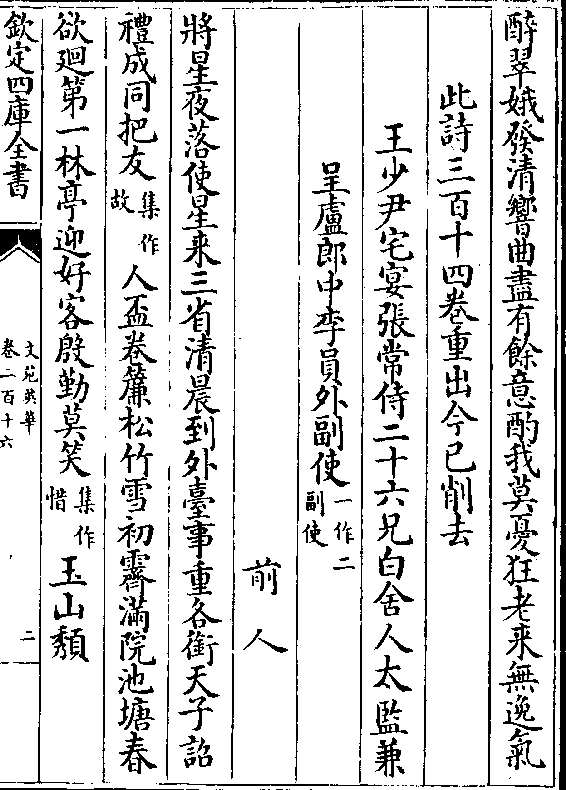 醉翠娥發清響曲盡有餘意酌我莫憂狂老来無逸氣
此詩三百十四卷重出今已削去
王少尹宅宴張常侍二十六兄白舍人太監兼
呈盧郎中李員外副使一作二副使
前人
將星夜落使星来三省清晨到外臺事重各銜天子詔
禮成同把友集作故人盃卷簾松竹雪初霽滿院池塘春
欲廻第一林亭迎好客殷勤莫笑集作惜玉山頽
欽定四庫全書
文苑英華
卷二百十六
二